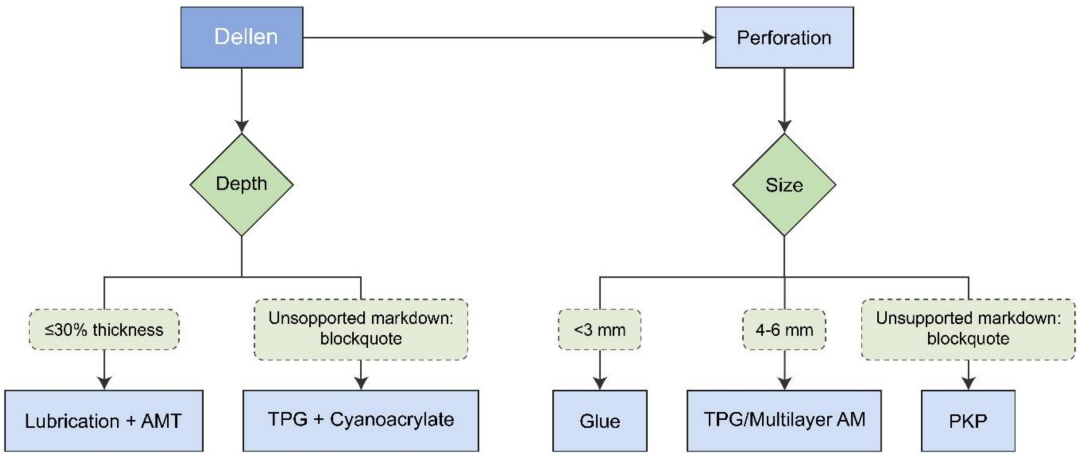 Dellen
Perforation
Depth
Size
≤30% thickness
Unsopported markdown:
blockquote
<3 mm
4-6 mm
Unsupported markdown:
blockquote
Lubrication + AMT
TPG + Cyanoacrylate
Glue
TPG/Multilayer AM
PKP